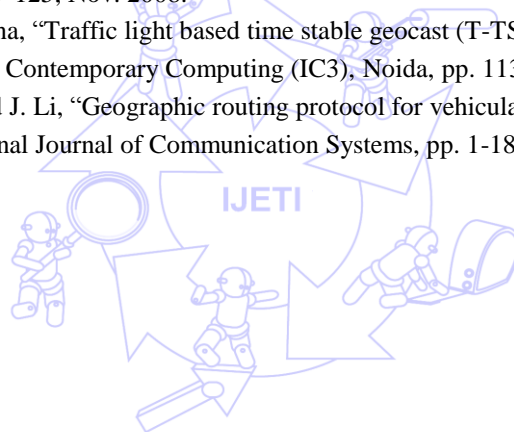 125, Nov. 2008.
na, “Traffic light based time stable geocast (T-TS
Contemporary Computing (IC3), Noida, pp. 113
d J. Li, “Geographic routing protocol for vehicula
nal Journal of Communication Systems, pp. 1-18
IJETI